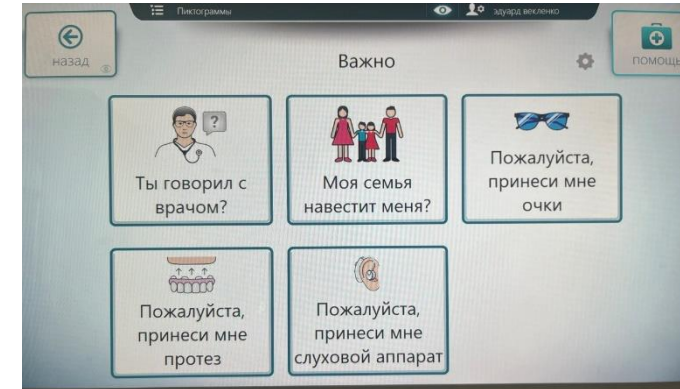 Пиктограммы
эдуард векленко
назад
помощь
Важно
?
Ты говорил с
врачом?
Моя семья
навестит меня?
Пожалуйста,
принеси мне
очки
Пожалуйста,
принеси мне
протез
Пожалуйста,
принеси мне
слуховой аппарат